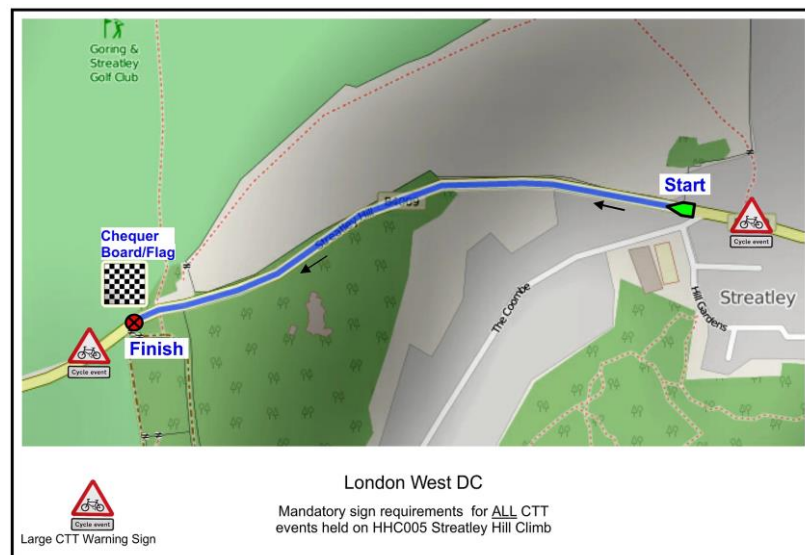 Goring &
Streatley
Golf Club
Start
B4009
Streatley Hill
Chequer
Board/Flag
Cycle event
Streatley
Hill Gardens
The Coombe
Finish
Cycle event
London West DC
Cycle event
Large CTT Warning Sign
Mandatory sign requirements for ALL CTT
events held on HHC005 Streatley Hill Climb